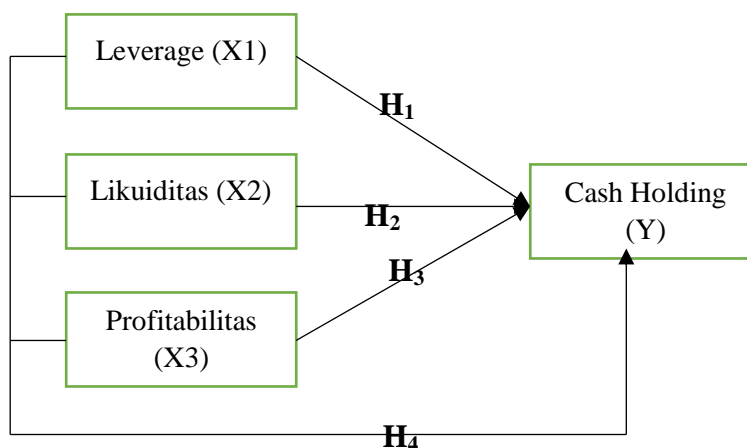 Leverage (X1)
H₁
Likuiditas (X2)
Cash Holding
(Y)
H₂
H₃
Profitabilitas
(X3)
H₄